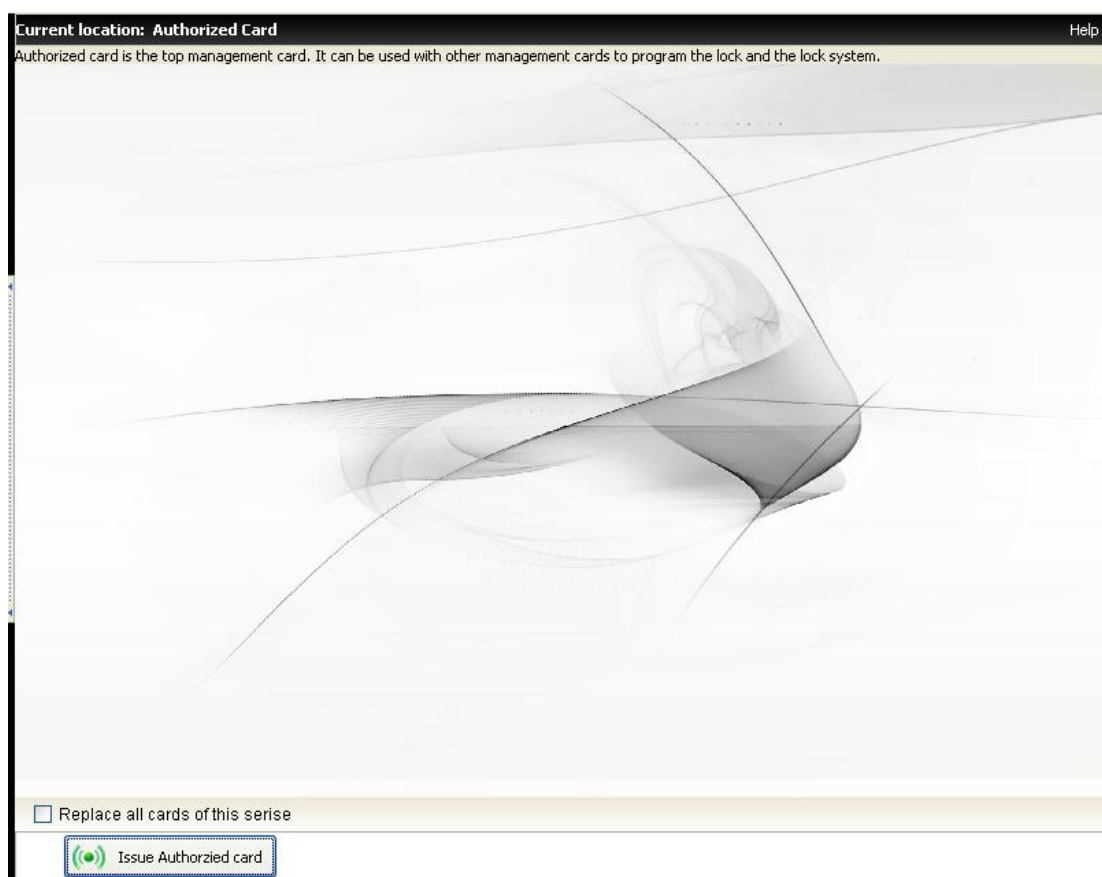 Current location: Authorized Card
Help
Authorized card is the top management card. It can be used with other management cards to program the lock and the lock system.
Replace all cards of this serise
Issue Authorzied card